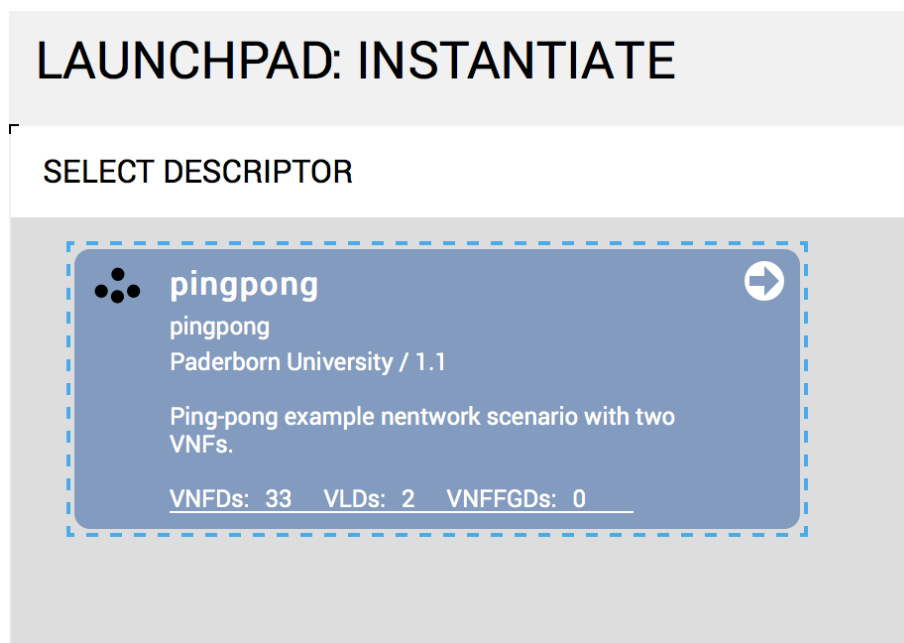 LAUNCHPAD: INSTANTIATE
SELECT DESCRIPTOR
pingpong
pingpong
Paderborn University / 1.1
Ping-pong example nentwork scenario with two
VNFs.
VNFDs: 33 VLDs: 2 VNFFGDs: 0